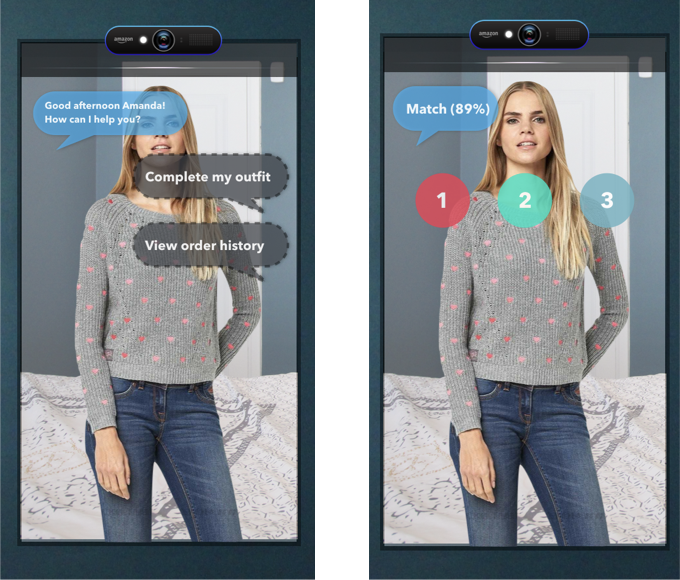 amazon
Good afternoon Amanda!
How can I help you?
Complete my outfit
View order history
amazon
Match (89%)
1
2
3